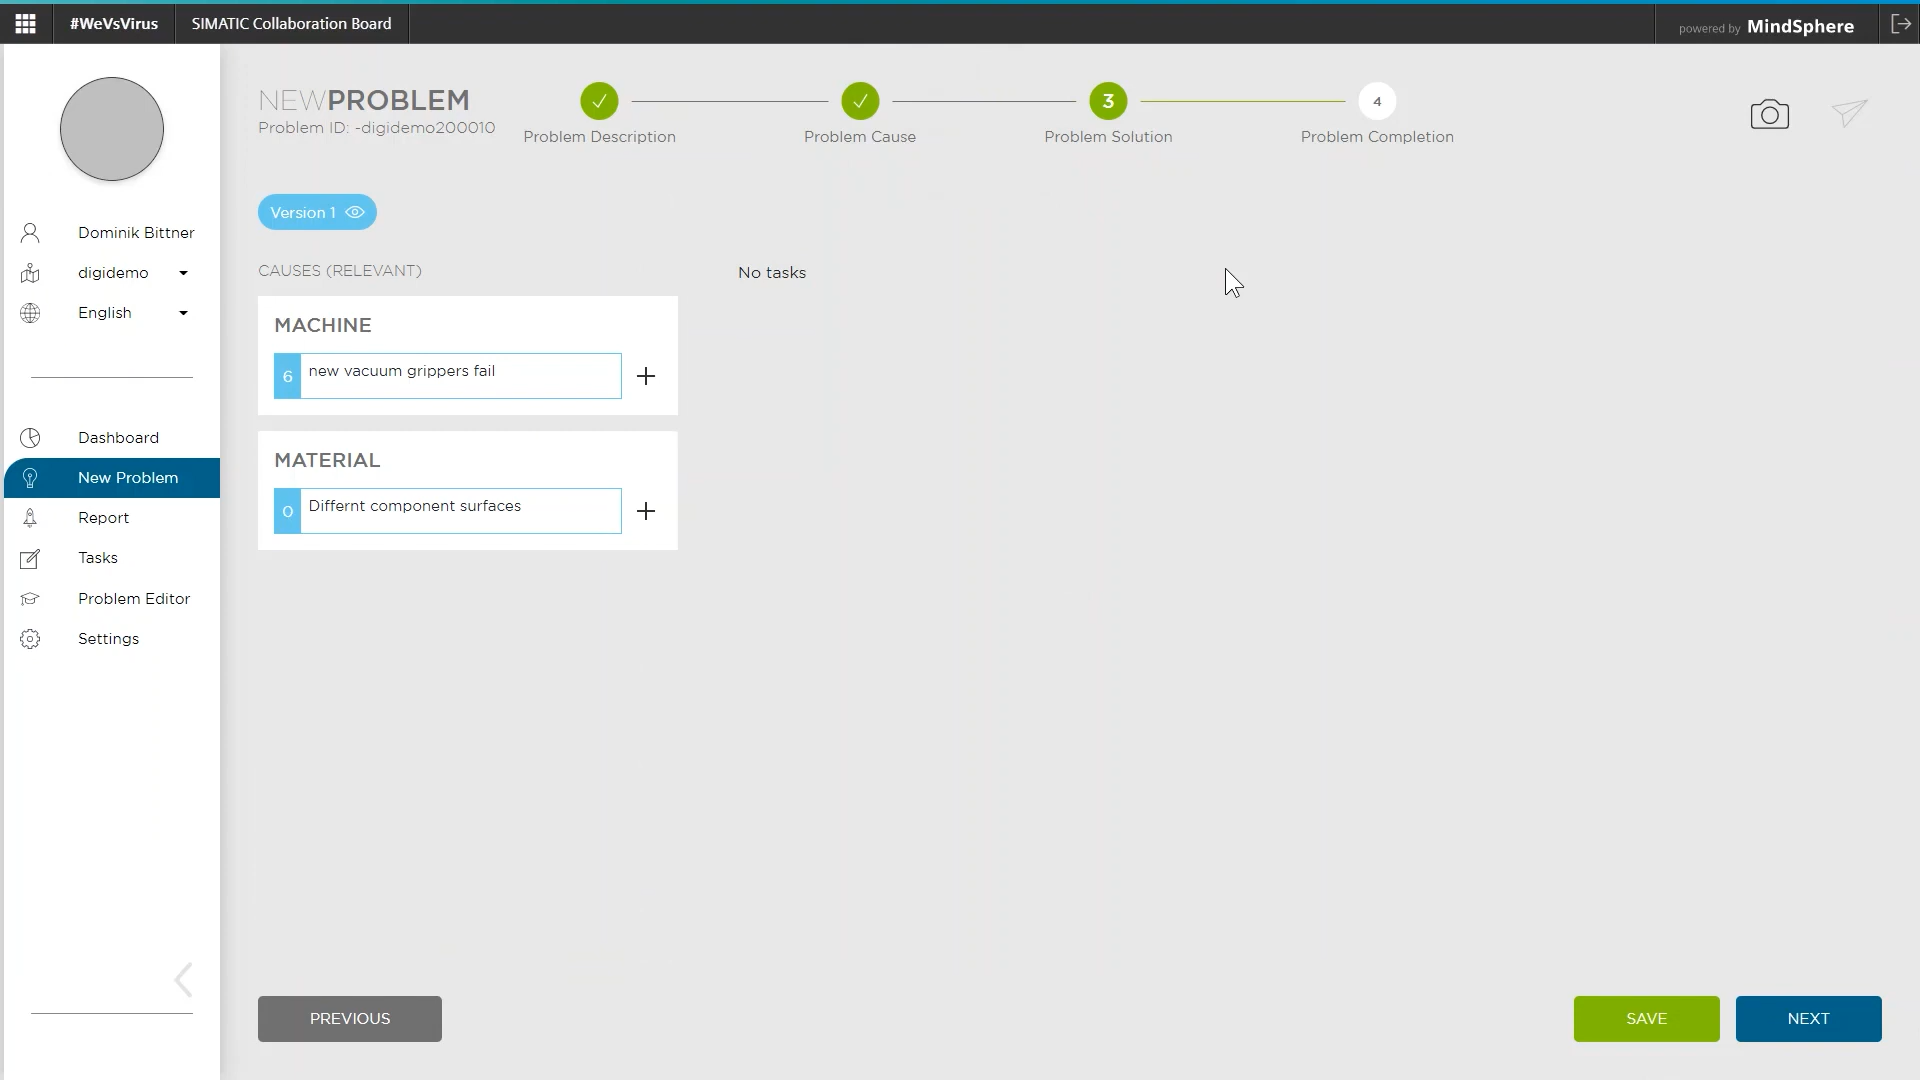 #WeVsVirus
SIMATIC Collaboration Board
powered by MindSphere
NEWPROBLEM
Problem ID: -digidemo200010
3
4
Problem Description
Problem Cause
Problem Solution
Problem Completion
Version 1
Dominik Bittner
digidemo
English
Dashboard
New Problem
Report
Tasks
Problem Editor
Settings
CAUSES (RELEVANT)
No tasks
MACHINE
6 new vacuum grippers fail
MATERIAL
0 Differnt component surfaces
PREVIOUS
SAVE
NEXT